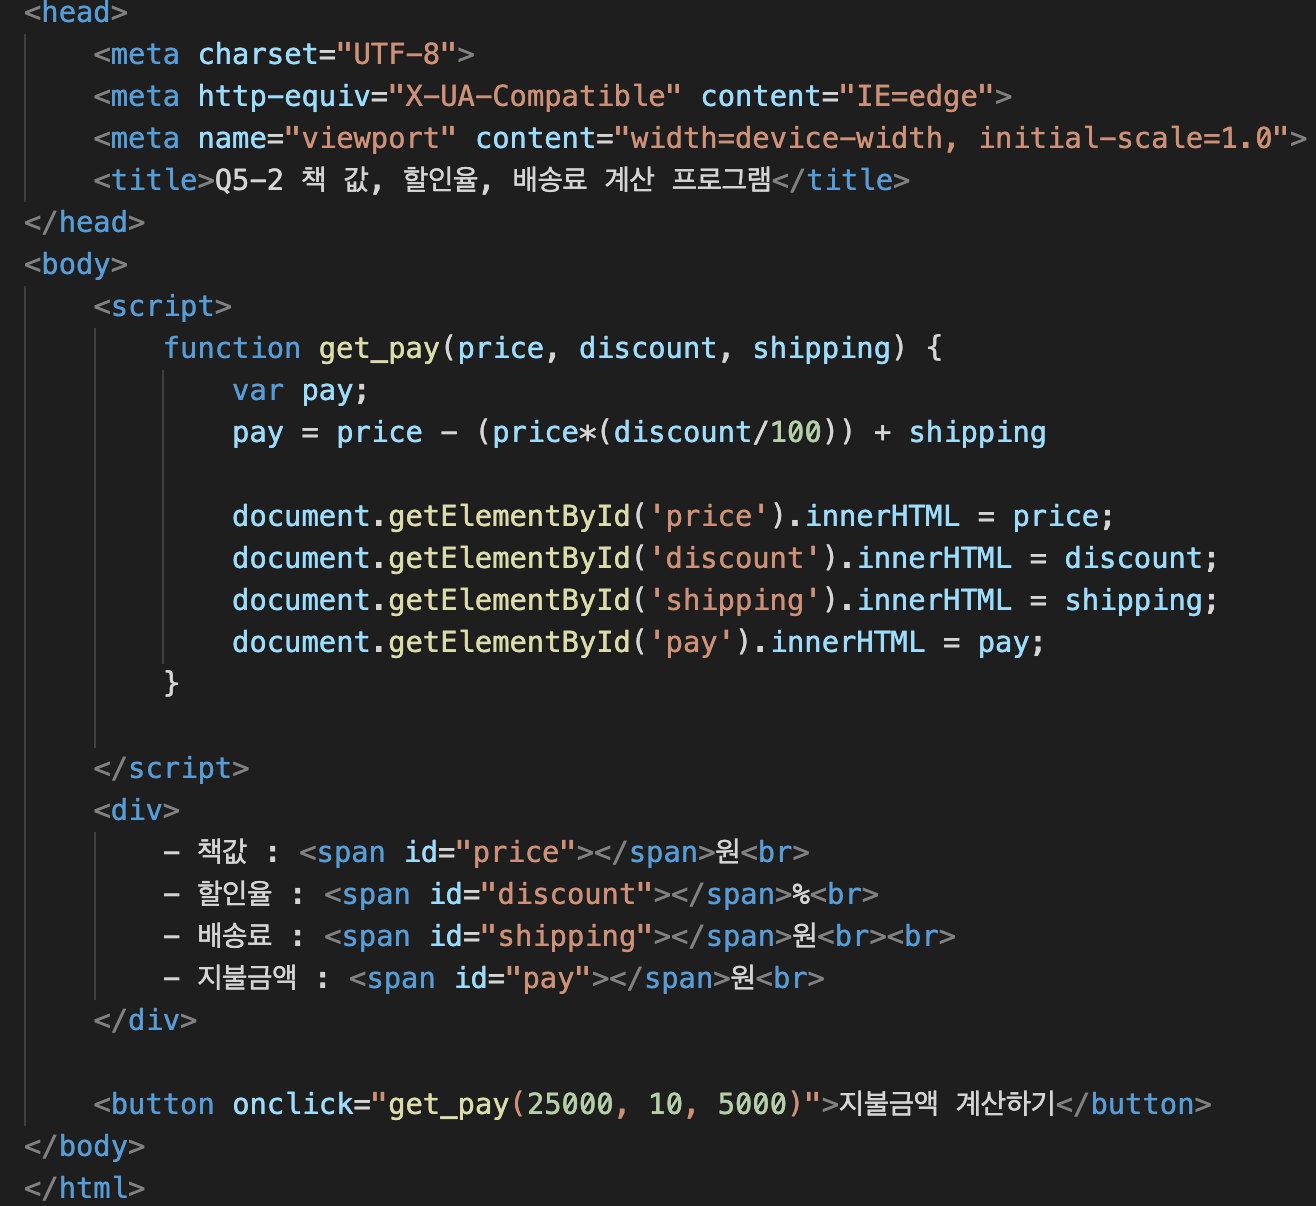 <head>
    <meta charset="UTF-8">
    <meta http-equiv="X-UA-Compatible" content="IE=edge">
    <meta name="viewport" content="width=device-width, initial-scale=1.0">
    <title>Q5-2 책 값, 할인율, 배송료 계산 프로그램</title>
</head>
<body>
    <script>
        function get_pay(price, discount, shipping) {
            var pay;
            pay = price - (price*(discount/100)) + shipping

            document.getElementById('price').innerHTML = price;
            document.getElementById('discount').innerHTML = discount;
            document.getElementById('shipping').innerHTML = shipping;
            document.getElementById('pay').innerHTML = pay;
        }

    </script>
    <div>
        - 책값 : <span id="price"></span>원<br>
        - 할인율 : <span id="discount"></span>%<br>
        - 배송료 : <span id="shipping"></span>원<br><br>
        - 지불금액 : <span id="pay"></span>원<br>
    </div>

    <button onclick="get_pay(25000, 10, 5000)">지불금액 계산하기</button>
</body>
</html>